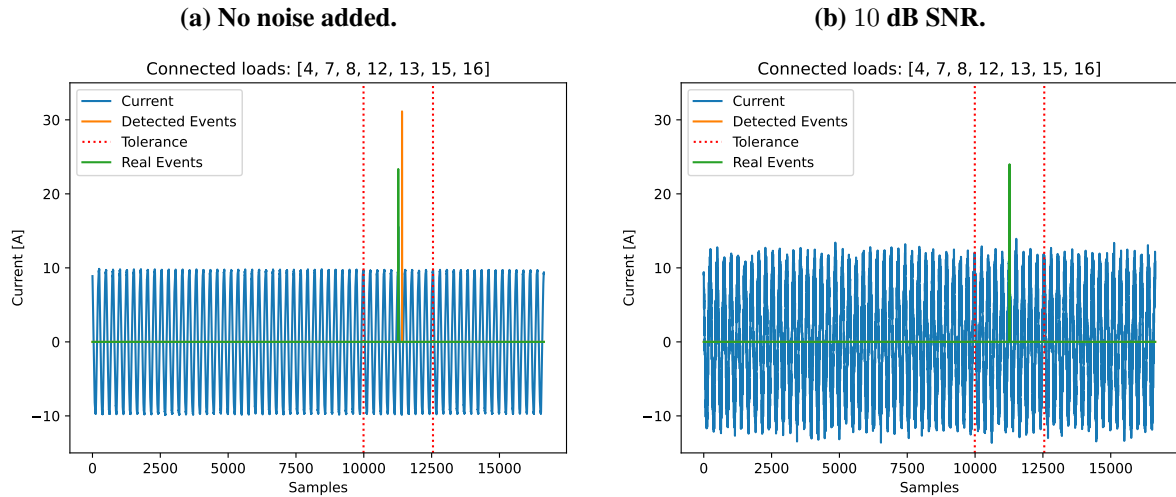 (a) No noise added.
Connected loads: [4, 7, 8, 12, 13, 15, 16]
Current
Detected Events
Tolerance
Real Events
Current [A]
30
20
10
0
−10
0 2500 5000 7500 10000 12500 15000
Samples
(b) 10 dB SNR.
Connected loads: [4, 7, 8, 12, 13, 15, 16]
Current
Detected Events
Tolerance
Real Events
Current [A]
30
20
10
0
−10
0 2500 5000 7500 10000 12500 15000
Samples